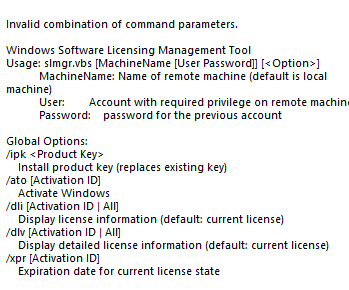 Invalid combination of command parameters.
Windows Software Licensing Management Tool
Usage: slmgr.vbs [MachineName [User Password]] [<Option>]
MachineName: Name of remote machine (default is local
machine)
User: Account with required privilege on remote machin
Password: password for the previous account
Global Options:
/ipk <Product Key>
Install product key (replaces existing key)
/ato [Activation ID]
Activate Windows
/dli [Activation ID | All]
Display license information (default: current license)
/dlv [Activation ID | All]
Display detailed license information (default: current license)
/xpr [Activation ID]
Expiration date for current license state